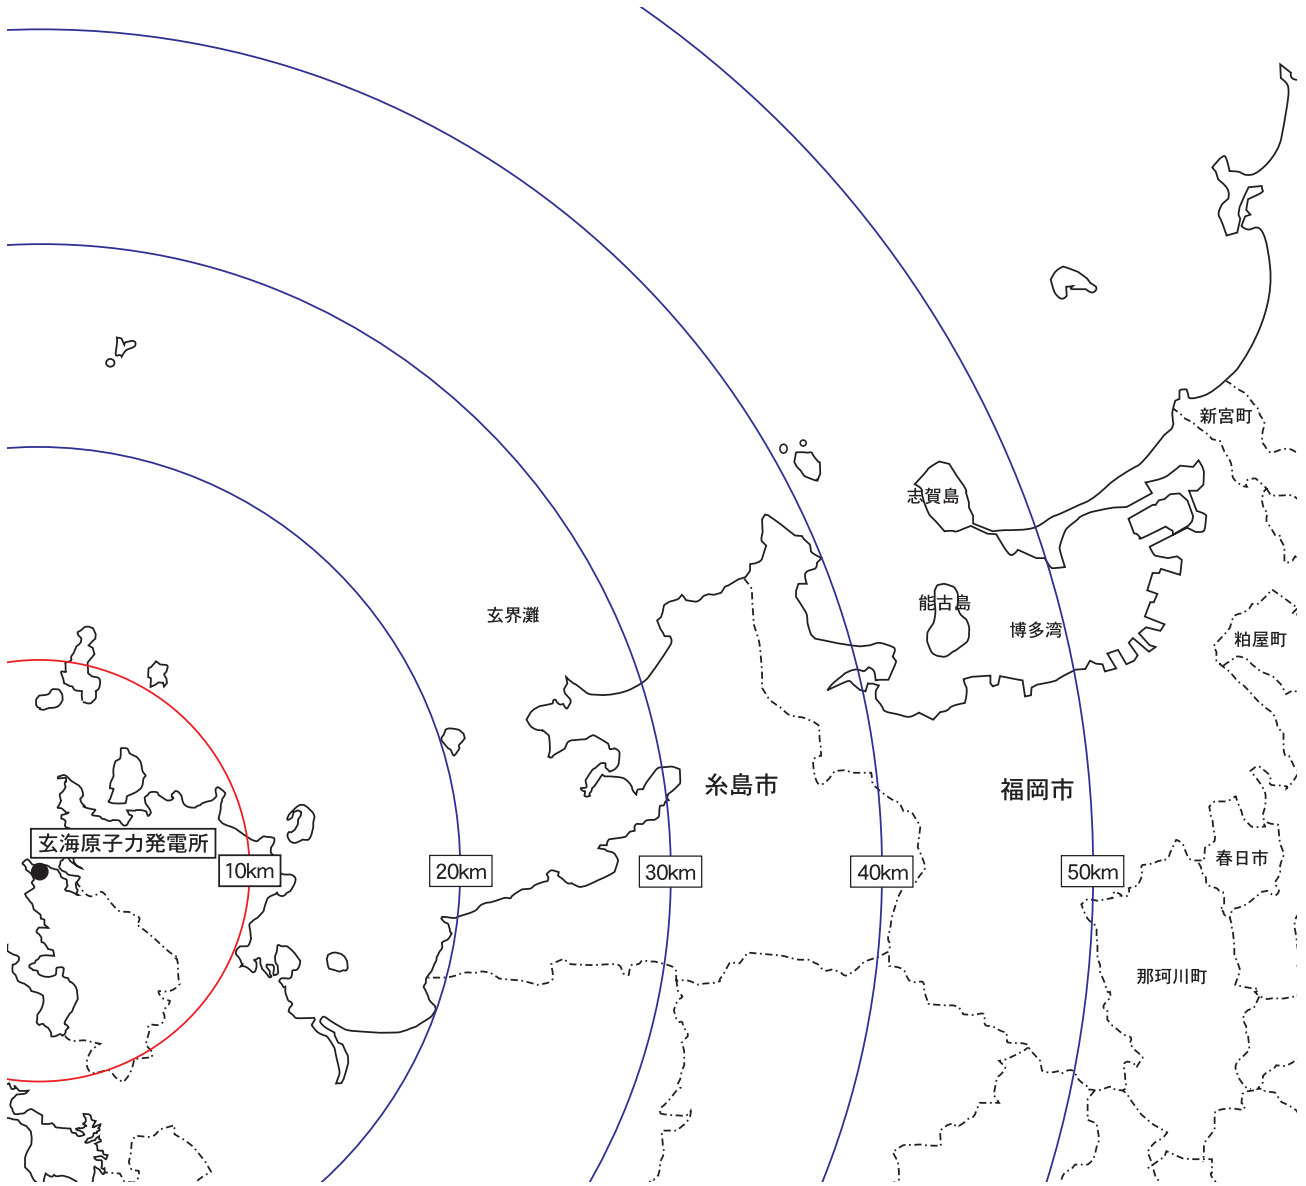 新宮町
志賀島
能古島
玄界灘
博多湾
粕屋町
糸島市
福岡市
玄海原子力発電所
春日市
10km
20km
30km
40km
50km
那珂川町